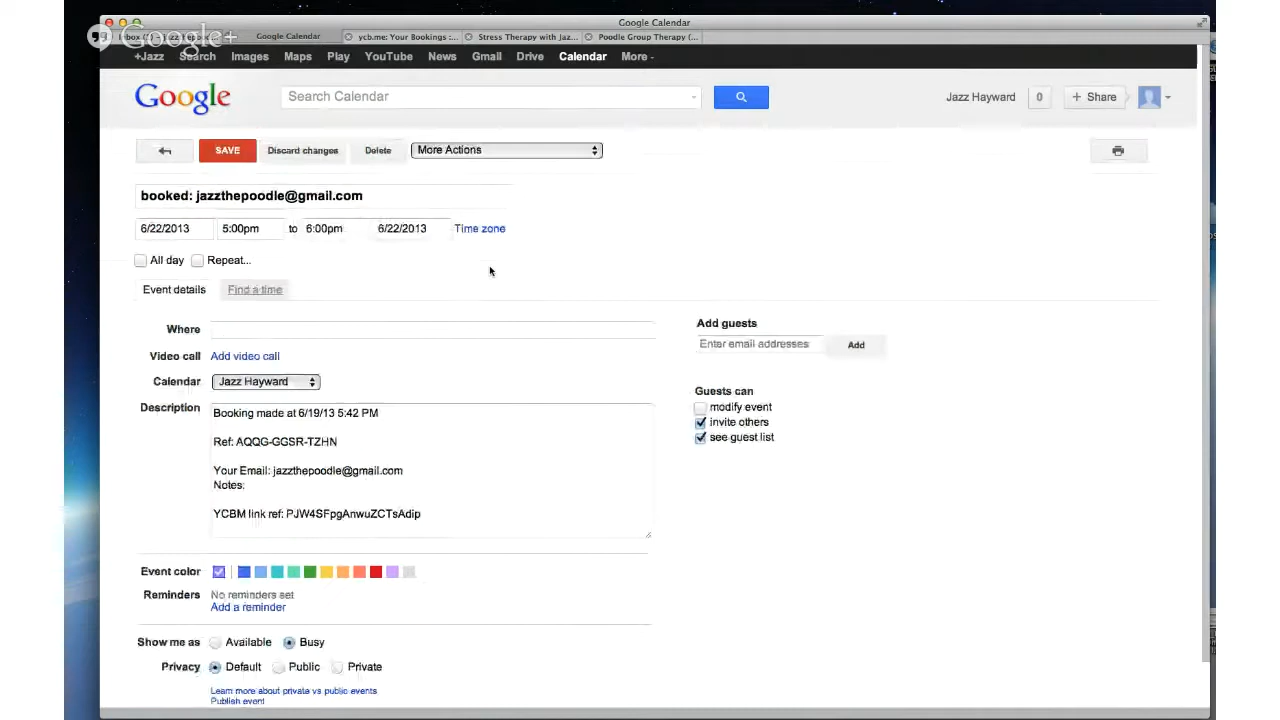 Google Calendar
Google+
Google Calendar
ycb.me: Your Bookings :...
Stress Therapy with Jaz...
Poodle Group Therapy (...
+Jazz Search Images Maps Play YouTube News Gmail Drive Calendar More
Google
Search Calendar
Jazz Hayward 0 + Share
SAVE Discard changes Delete More Actions
booked: jazzthepoodle@gmail.com
6/22/2013 5:00pm to 6:00pm 6/22/2013 Time zone
All day Repeat...
Event details Find a time
Where
Video call Add video call
Calendar Jazz Hayward
Description Booking made at 6/19/13 5:42 PM
Ref: AQQG-GGSR-TZHN
Your Email: jazzthepoodle@gmail.com
Notes:
YCBM link ref: PJW4SFpgAnwuZCTsAdip
Event color
Reminders No reminders set
Add a reminder
Show me as Available Busy
Privacy Default Public Private
Learn more about private vs public events
Publish event
Add guests
Enter email addresses Add
Guests can
modify event
invite others
see guest list